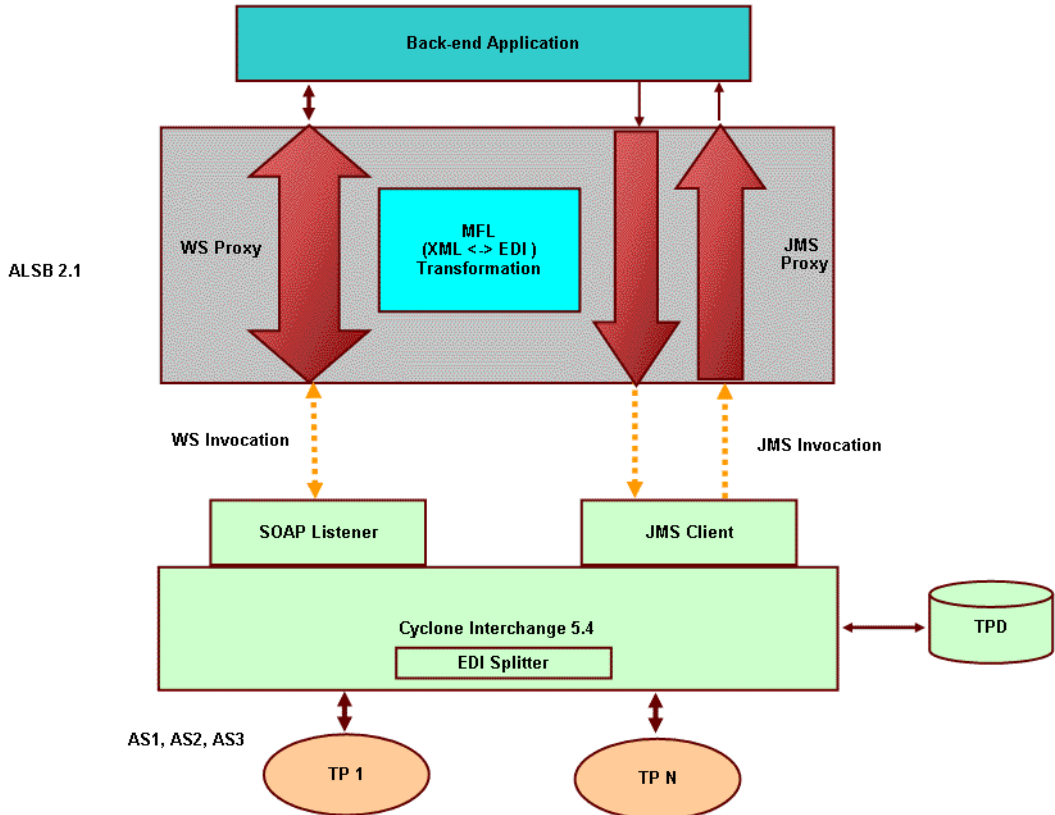 Back-end Application
WS Proxy
MFL
(XML <-> EDI )
Transformation
JMS
Proxy
ALSB 2.1
WS Invocation
JMS Invocation
SOAP Listener
JMS Client
Cyclone Interchange 5.4
EDI Splitter
TPD
AS1, AS2, AS3
TP 1
TP N